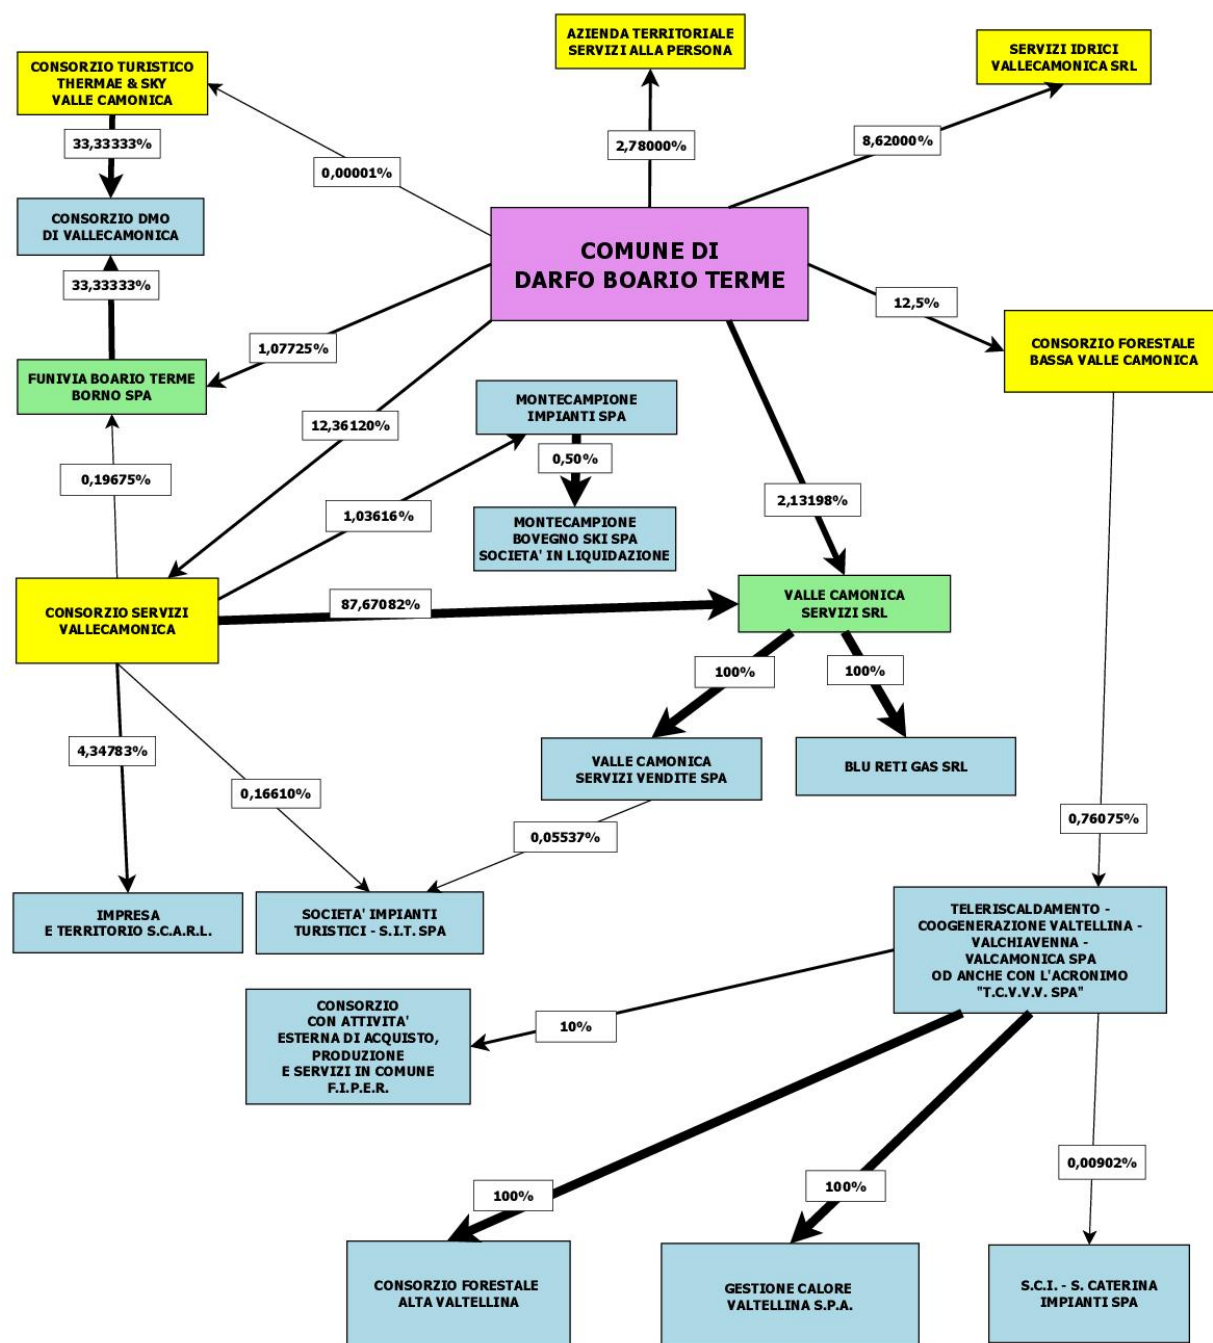 AZIENDA TERRITORIALE
SERVIZI ALLA PERSONA
SERVIZI IDRICI
VALLECAMONICA SRL
CONSORZIO TURISTICO
THERMAE & SKY
VALLE CAMONICA
33,33333%
2,78000%
8,62000%
0,00001%
CONSORZIO DMO
DI VALLECAMONICA
COMUNE DI
DARFO BOARIO TERME
33,33333%
12,5%
1,07725%
CONSORZIO FORESTALE
BASSA VALLE CAMONICA
FUNIVIA BOARIO TERME
BORNO SPA
MONTECAMPIONE
IMPIANTI SPA
12,36120%
0,50%
0,19675%
2,13198%
1,03616%
MONTECAMPIONE
BOVEGNO SKI SPA
SOCIETA' IN LIQUIDAZIONE
CONSORZIO SERVIZI
VALLECAMONICA
87,67082%
VALLE CAMONICA
SERVIZI SRL
100%
100%
4,34783%
VALLE CAMONICA
SERVIZI VENDITE SPA
BLU RETI GAS SRL
0,16610%
0,05537%
0,76075%
IMPRESA
E TERRITORIO S.C.A.R.L.
SOCIETA' IMPIANTI
TURISTICI - S.I.T. SPA
TELERISCALDAMENTO -
COOGENERAZIONE VALTELLINA -
VALCHIAVENNA -
VALCAMONICA SPA
OD ANCHE CON L'ACRONIMO
"T.C.V.V.V. SPA"
CONSORZIO
CON ATTIVITA'
ESTERNA DI ACQUISTO,
PRODUZIONE
E SERVIZI IN COMUNE
F.I.P.E.R.
10%
0,00902%
100%
100%
CONSORZIO FORESTALE
ALTA VALTELLINA
GESTIONE CALORE
VALTELLINA S.P.A.
S.C.I. - S. CATERINA
IMPIANTI SPA